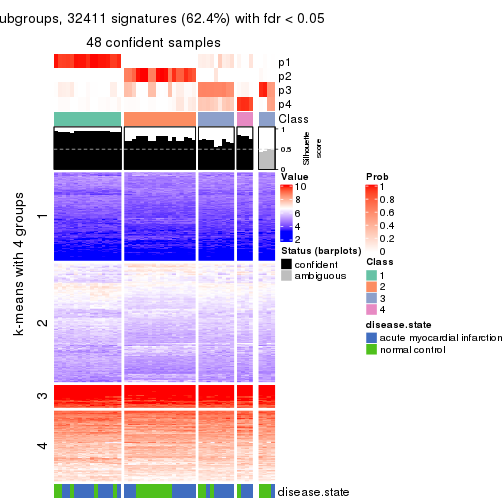 ubgroups, 32411 signatures (62.4%) with fdr < 0.05
48 confident samples
p1
p2
p3
p4
Class
1
0.5
0
Silhouette
score
k-means with 4 groups
1
2
3
4
Value
10
8
6
4
2
Status (barplots)
confident
ambiguous
Prob
1
0.8
0.6
0.4
0.2
0
Class
1
2
3
4
disease.state
acute myocardial infarction
normal control
disease.state